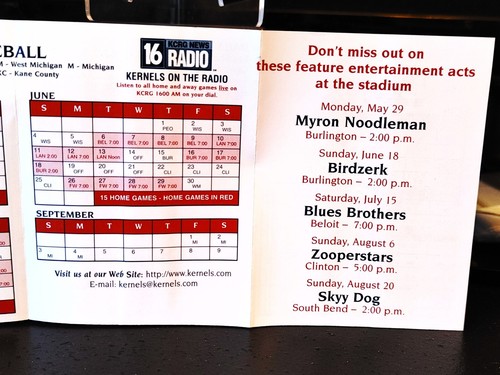 EBALL
M - West Michigan M - Michigan
KC - Kane County
16
KCRG NEWS
RADIO
KERNELS ON THE RADIO
Listen to all home and away games live on
KCRG 1600 AM on your dial.
JUNE
S M T W T F S
1 2 3
PEO WIS WIS
4 5 6 7 8 9 10
WIS WIS BEL 7:00 BEL 7:00 BUR 7:00 BUR 7:00
11 12 13 14 15 16 17
LAN 2:00 LAN 7:00 LAN Noon OFF BUR BUR 7:00 BUR
18 19 20 21 22 23 24
BUR 2:00 OFF OFF OFF CLI CLI CLI
25 26 27 28 29 30
CLI FW 7:00 FW 7:00 FW 7:00 FW 7:00 WM
15 HOME GAMES - HOME GAMES IN RED
SEPTEMBER
S M T W T F S
1 2
MI MI
3 4 5 6 7 8 9
MI MI
Visit us at our Web Site: http://www.kernels.com
E-mail: kernels@kernels.com
Don't miss out on
these feature entertainment acts
at the stadium
Monday, May 29
Myron Noodleman
Burlington – 2:00 p.m.
Sunday, June 18
Birdzerk
Burlington – 2:00 p.m.
Saturday, July 15
Blues Brothers
Beloit – 7:00 p.m.
Sunday, August 6
Zooperstars
Clinton – 5:00 p.m.
Sunday, August 20
Skyy Dog
South Bend – 2:00 p.m.